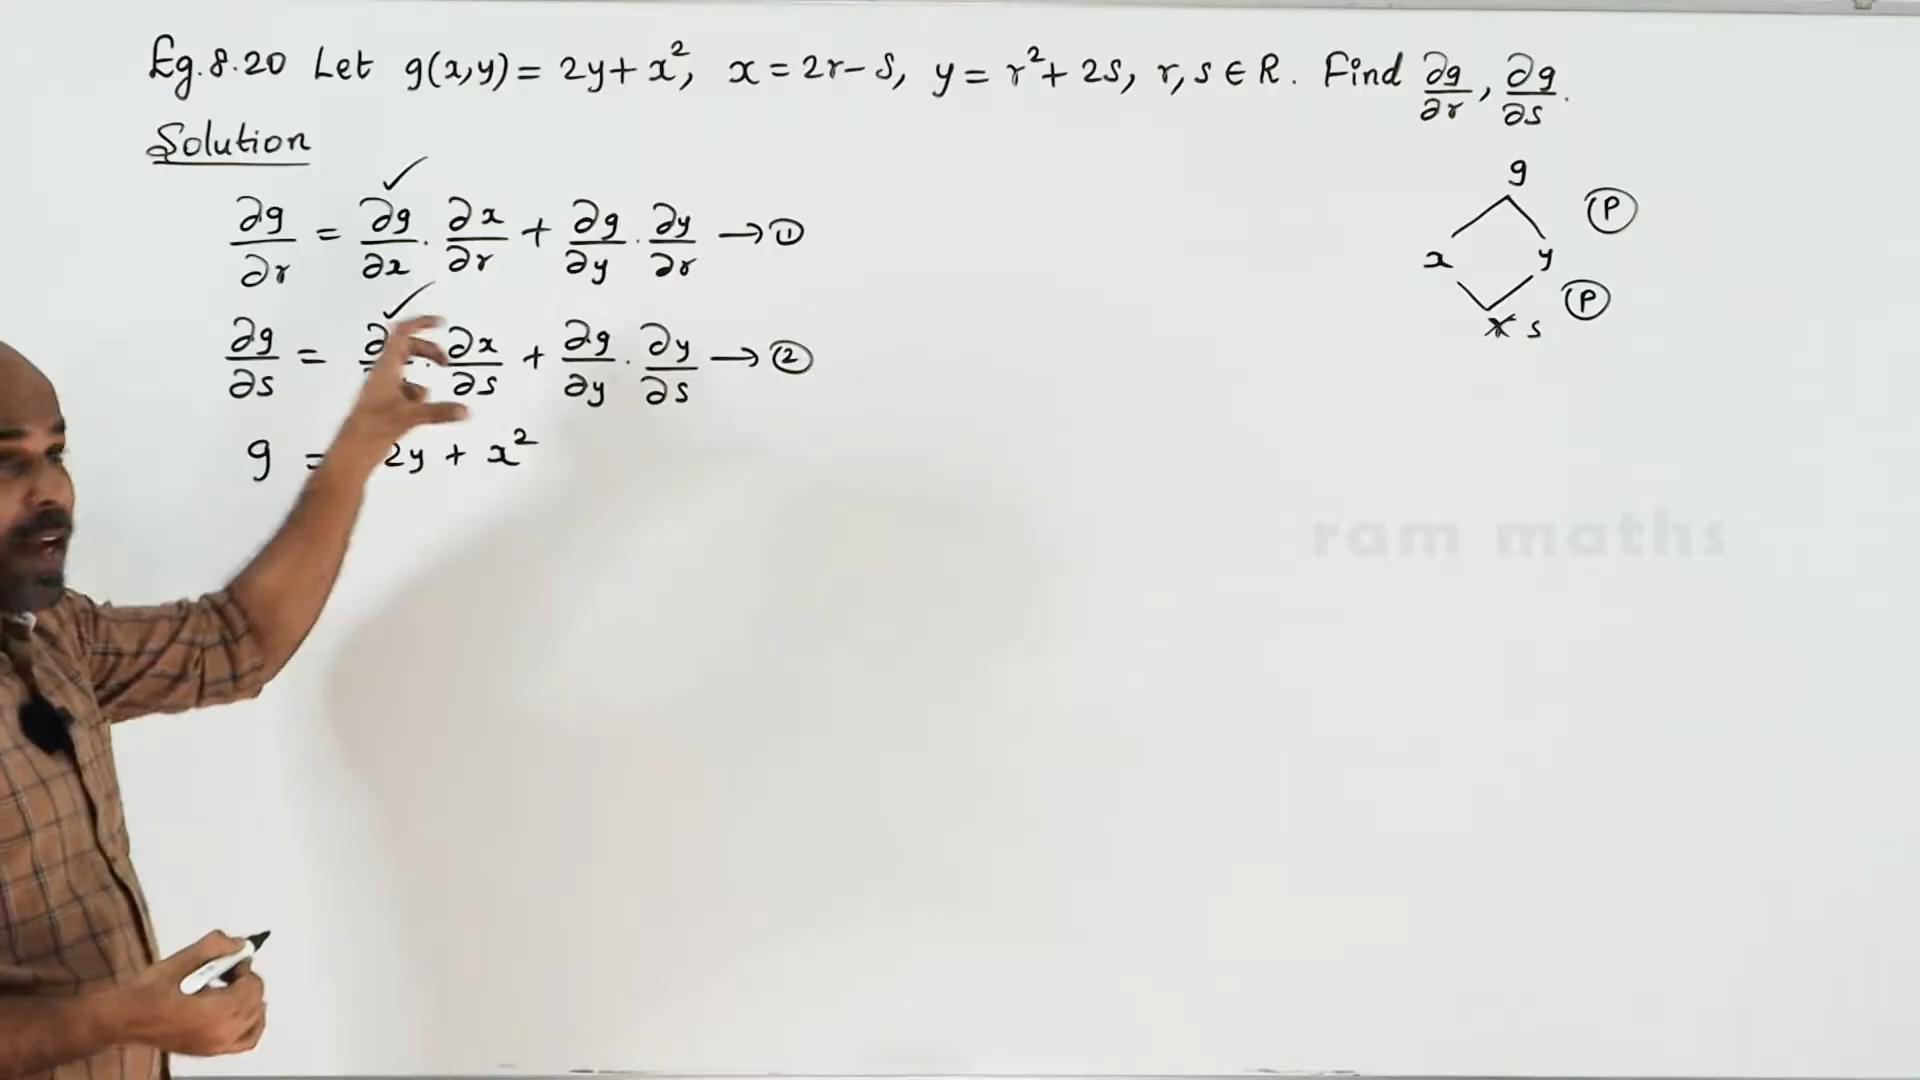 Eg.8.20 Let g(x,y) = 2y + x², x = 2r - s, y = r² + 2s, r, s ∈ R. Find ∂g/∂r, ∂g/∂s.
Solution
∂g/∂r = ∂g/∂x . ∂x/∂r + ∂g/∂y . ∂y/∂r → ①
∂g/∂s = ∂ . ∂x/∂s + ∂g/∂y . ∂y/∂s → ②
g = 2y + x²
g
Ⓟ
x y
Ⓟ
s
ram maths